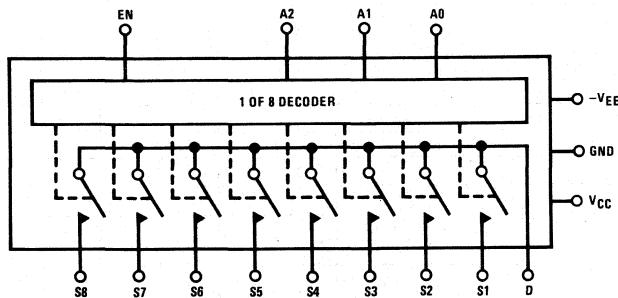 EN A2 A1 A0
1 OF 8 DECODER
-VEE
GND
VCC
S8 S7 S6 S5 S4 S3 S2 S1 D